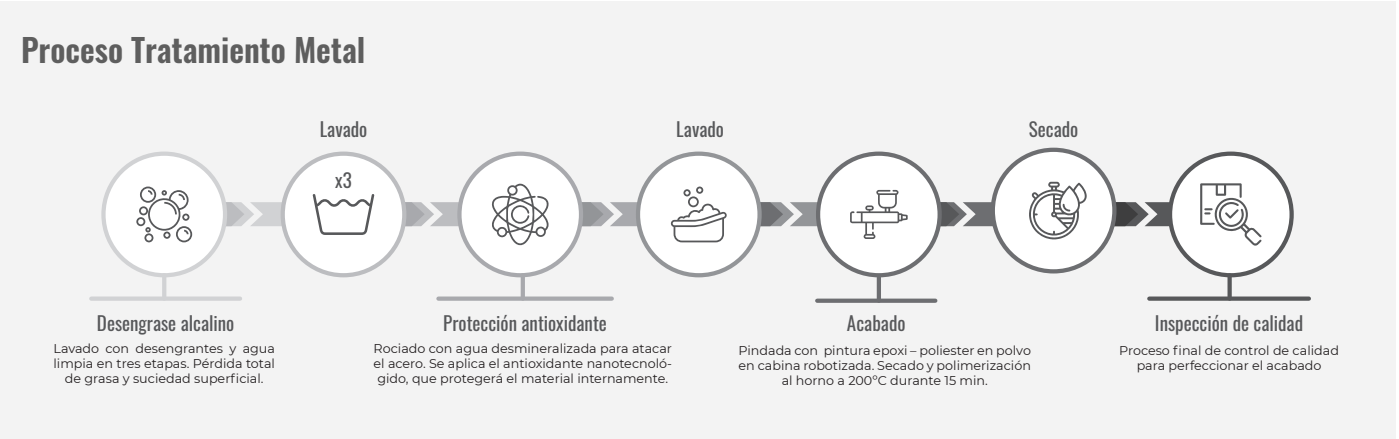 Proceso Tratamiento Metal
Lavado
Lavado
Secado
x3
Desengrase alcalino
Lavado con desengrantes y agua
limpia en tres etapas. Pérdida total
de grasa y suciedad superficial.
Protección antioxidante
Rociado con agua desmineralizada para atacar
el acero. Se aplica el antioxidante nanotecnoló-
gido, que protegerá el material internamente.
Acabado
Pindada con pintura epoxi – poliester en polvo
en cabina robotizada. Secado y polimerización
al horno a 200ºC durante 15 min.
Inspección de calidad
Proceso final de control de calidad
para perfeccionar el acabado